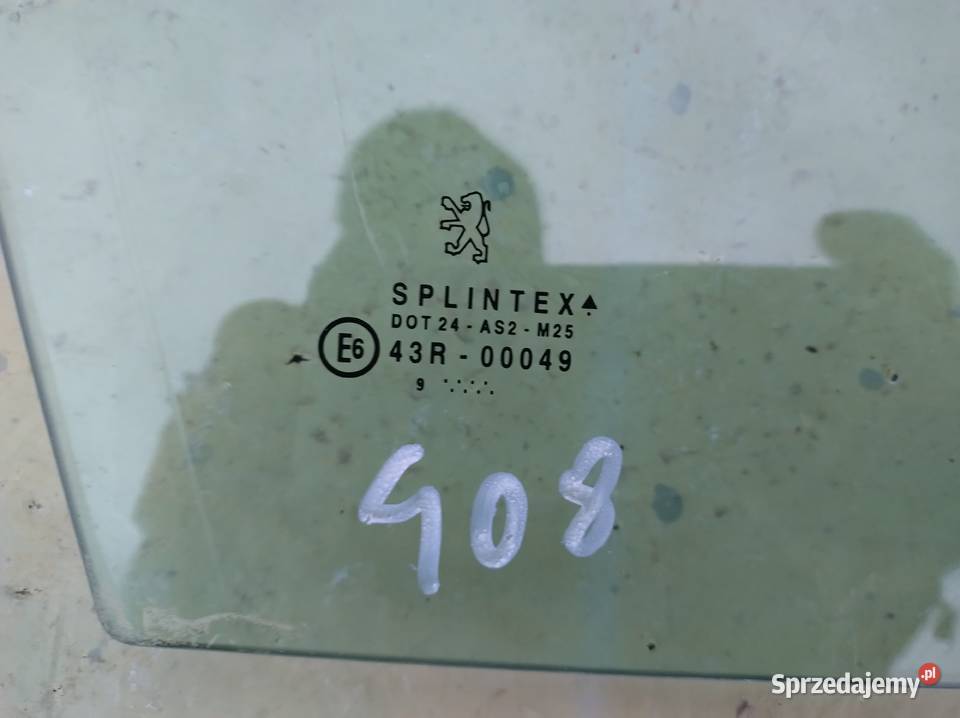 SPLINTEX
DOT 24 - AS2 - M25
E6 43R - 00049
9 .......
408
Sprzedajemy.pl